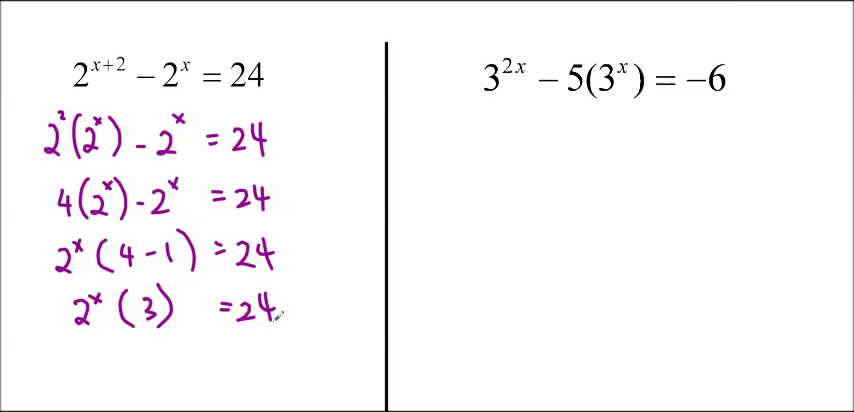 2^{x+2} − 2^x = 24
2^2(2^x) − 2^x = 24
4(2^x) − 2^x = 24
2^x(4 − 1) = 24
2^x(3) = 24
3^{2x} − 5(3^x) = −6